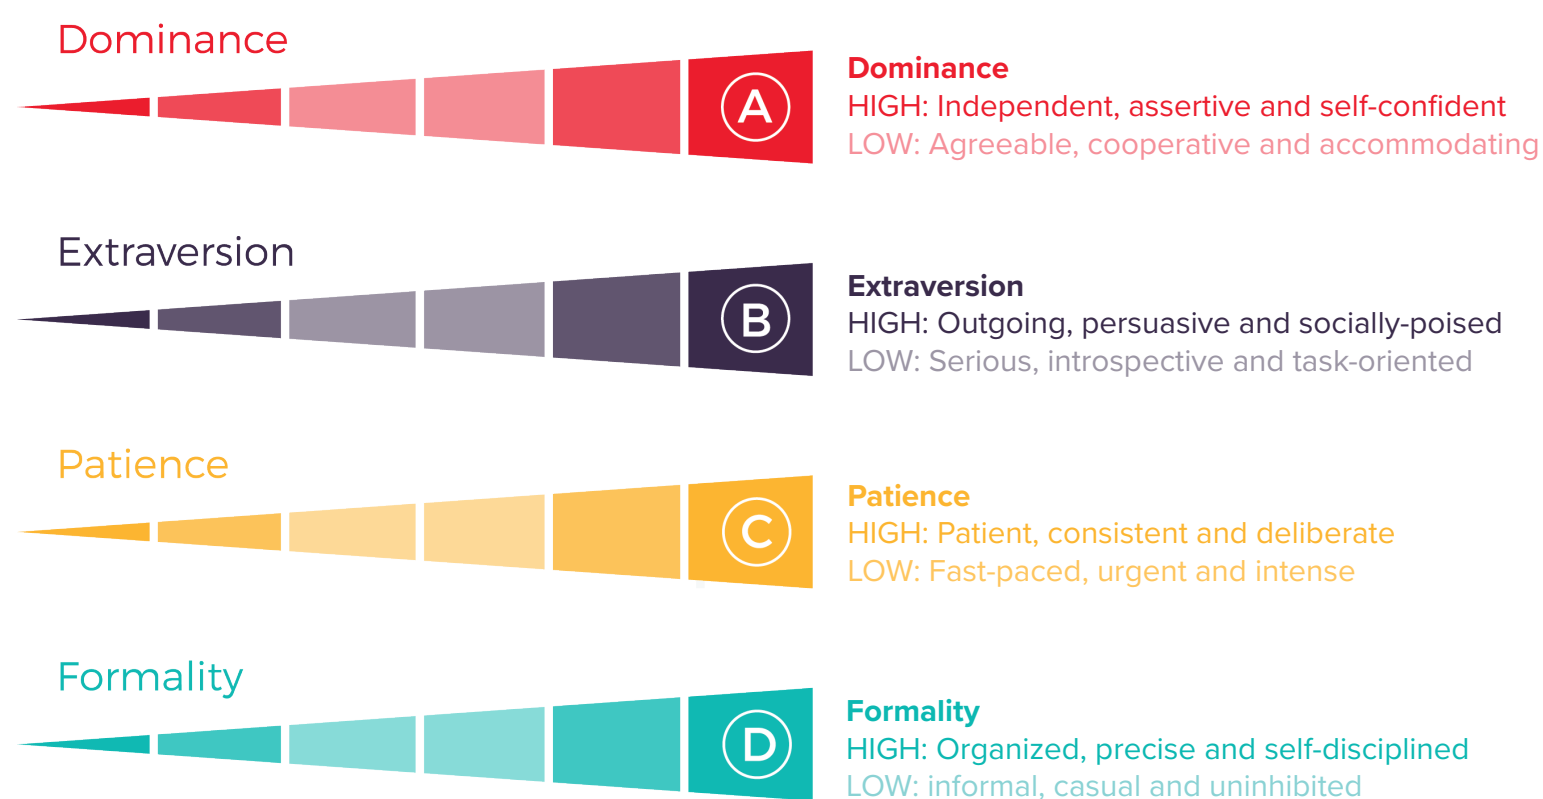 Dominance
A
Dominance
HIGH: Independent, assertive and self-confident
LOW: Agreeable, cooperative and accommodating
Extraversion
B
Extraversion
HIGH: Outgoing, persuasive and socially-poised
LOW: Serious, introspective and task-oriented
Patience
C
Patience
HIGH: Patient, consistent and deliberate
LOW: Fast-paced, urgent and intense
Formality
D
Formality
HIGH: Organized, precise and self-disciplined
LOW: informal, casual and uninhibited